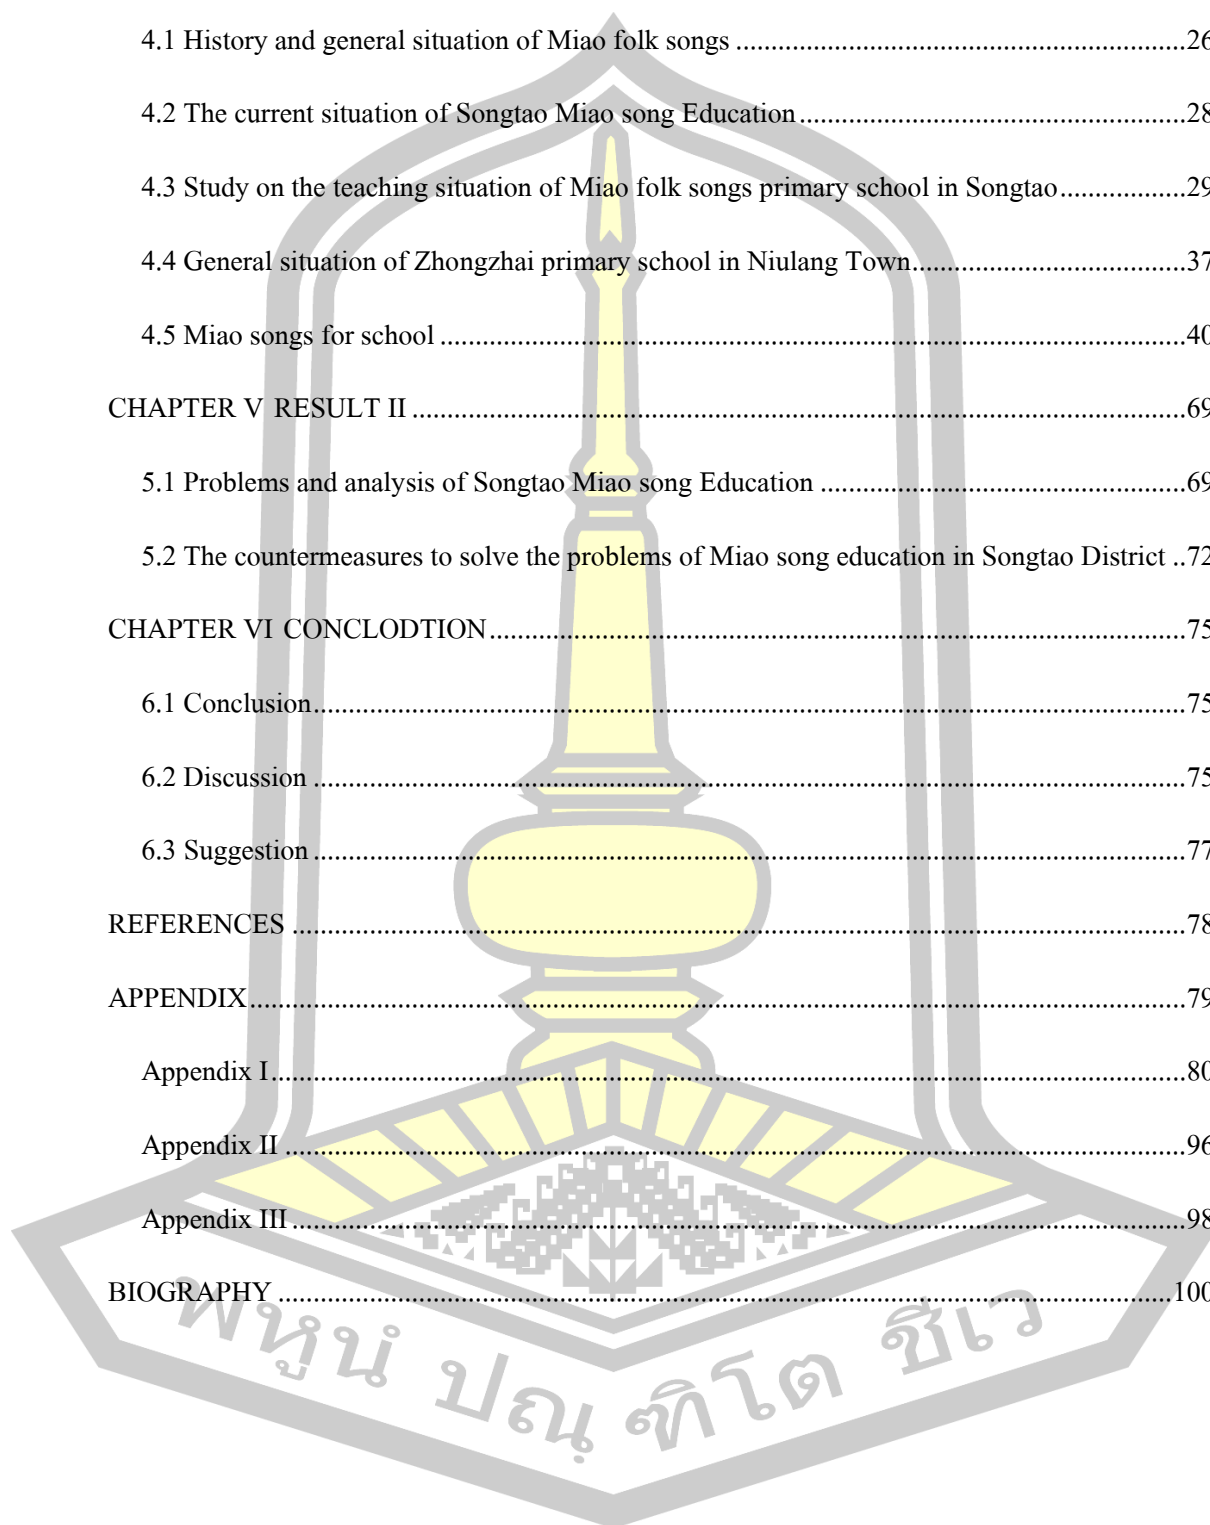 4.1 History and general situation of Miao folk songs ........................................................................26
4.2 The current situation of Songtao Miao song Education ..............................................................28
4.3 Study on the teaching situation of Miao folk songs primary school in Songtao....................29
4.4 General situation of Zhongzhai primary school in Niulang Town...........................................37
4.5 Miao songs for school ....................................................................................................................40
CHAPTER V RESULT II ......................................................................................................................69
5.1 Problems and analysis of Songtao Miao song Education ...........................................................69
5.2 The countermeasures to solve the problems of Miao song education in Songtao District ..72
CHAPTER VI CONCLODTION..........................................................................................................75
6.1 Conclusion........................................................................................................................................75
6.2 Discussion ........................................................................................................................................75
6.3 Suggestion ........................................................................................................................................77
REFERENCES ........................................................................................................................................78
APPENDIX...............................................................................................................................................79
Appendix I................................................................................................................................................80
Appendix II ..............................................................................................................................................96
Appendix III .............................................................................................................................................98
BIOGRAPHY ........................................................................................................................................100
พหูนํ ปณฺฑิโต ชีเว